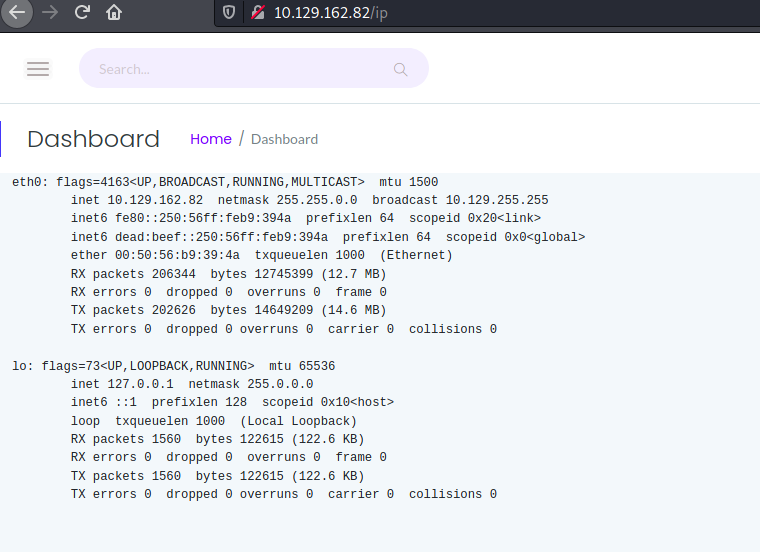 10.129.162.82/ip
Search...
Dashboard Home / Dashboard
eth0: flags=4163<UP,BROADCAST,RUNNING,MULTICAST>  mtu 1500
        inet 10.129.162.82  netmask 255.255.0.0  broadcast 10.129.255.255
        inet6 fe80::250:56ff:feb9:394a  prefixlen 64  scopeid 0x20<link>
        inet6 dead:beef::250:56ff:feb9:394a  prefixlen 64  scopeid 0x0<global>
        ether 00:50:56:b9:39:4a  txqueuelen 1000  (Ethernet)
        RX packets 206344  bytes 12745399 (12.7 MB)
        RX errors 0  dropped 0  overruns 0  frame 0
        TX packets 202626  bytes 14649209 (14.6 MB)
        TX errors 0  dropped 0 overruns 0  carrier 0  collisions 0

lo: flags=73<UP,LOOPBACK,RUNNING>  mtu 65536
        inet 127.0.0.1  netmask 255.0.0.0
        inet6 ::1  prefixlen 128  scopeid 0x10<host>
        loop  txqueuelen 1000  (Local Loopback)
        RX packets 1560  bytes 122615 (122.6 KB)
        RX errors 0  dropped 0  overruns 0  frame 0
        TX packets 1560  bytes 122615 (122.6 KB)
        TX errors 0  dropped 0 overruns 0  carrier 0  collisions 0